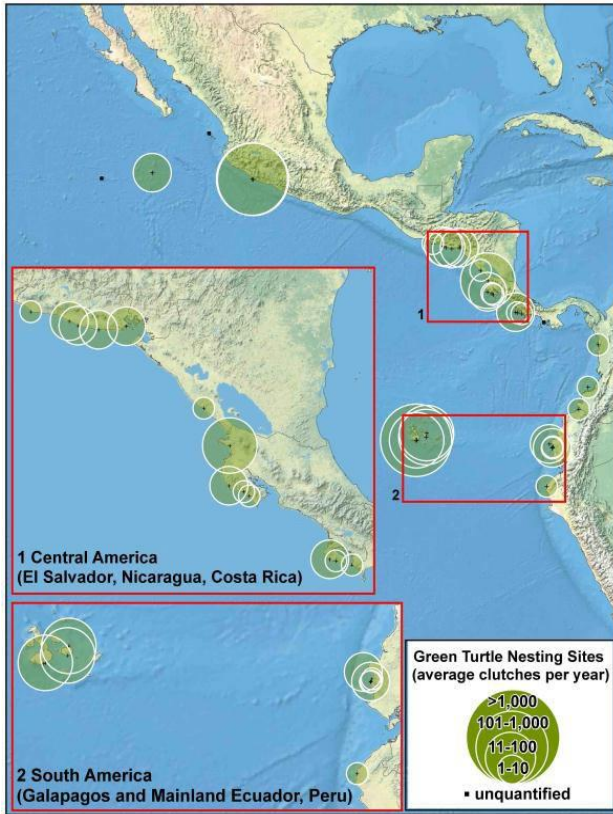 1
2
1 Central America
(El Salvador, Nicaragua, Costa Rica)
2 South America
(Galapagos and Mainland Ecuador, Peru)
Green Turtle Nesting Sites
(average clutches per year)
>1,000
101-1,000
11-100
1-10
unquantified